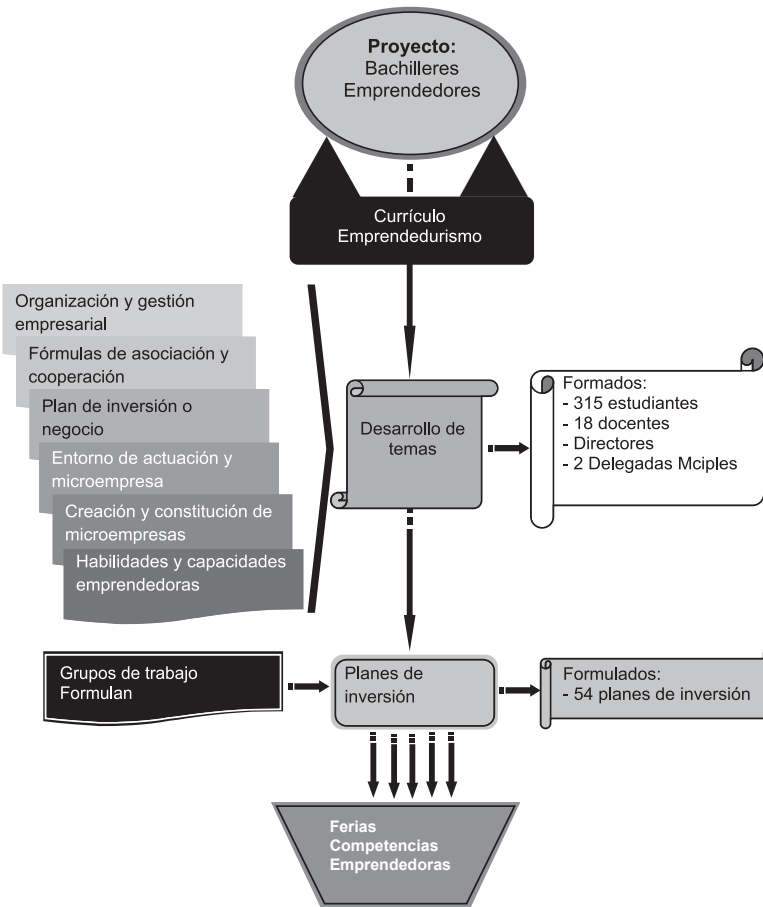 Proyecto:
Bachilleres
Emprendedores
Currículo
Emprendedurismo
Organización y gestión
empresarial
Fórmulas de asociación y
cooperación
Plan de inversión o
negocio
Entorno de actuación y
microempresa
Creación y constitución de
microempresas
Habilidades y capacidades
emprendedoras
Desarrollo de
temas
Formados:
- 315 estudiantes
- 18 docentes
- Directores
- 2 Delegadas Mciples
Grupos de trabajo
Formulan
Planes de
inversión
Formulados:
- 54 planes de inversión
Ferias
Competencias
Emprendedoras